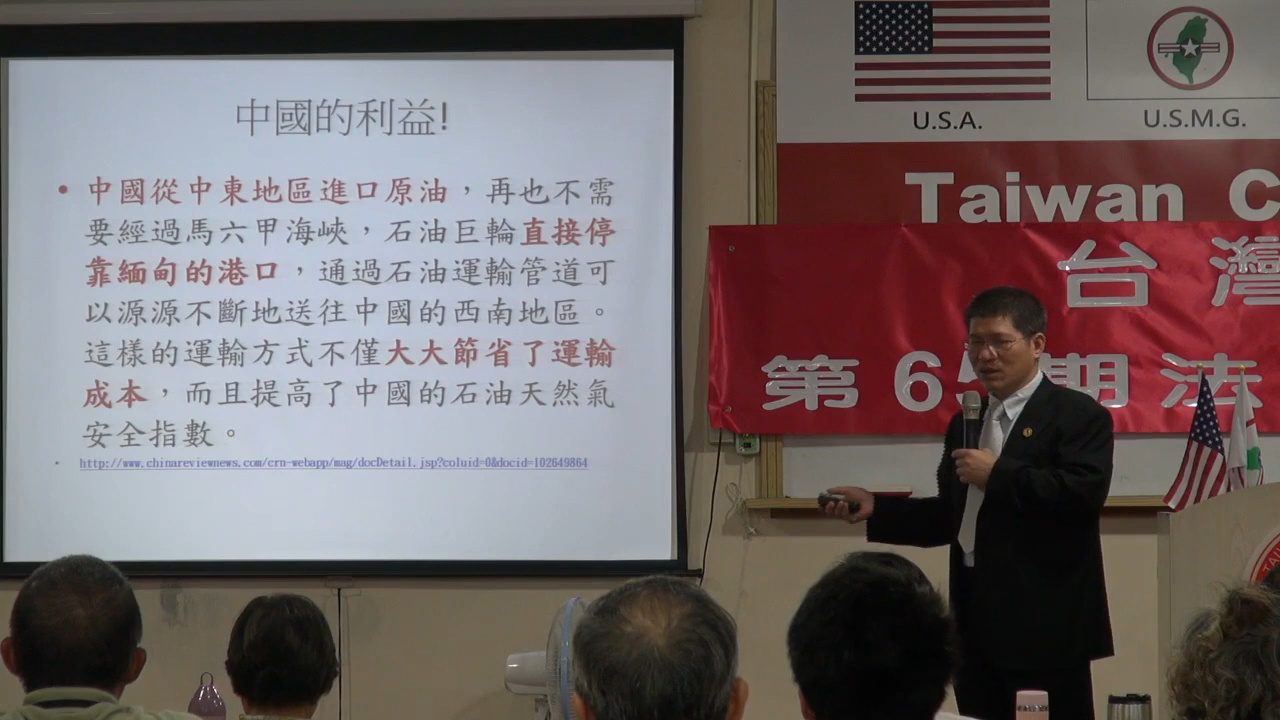 中國的利益!
• 中國從中東地區進口原油，再也不需
要經過馬六甲海峽，石油巨輪直接停
靠緬甸的港口，通過石油運輸管道可
以源源不斷地送往中國的西南地區。
這樣的運輸方式不僅大大節省了運輸
成本，而且提高了中國的石油天然氣
安全指數。
http://www.chinareviewnews.com/crn-webapp/mag/docDetail.jsp?coluid=0&docid=102649864
U.S.A.
U.S.M.G.
Taiwan C
台灣
第65期法